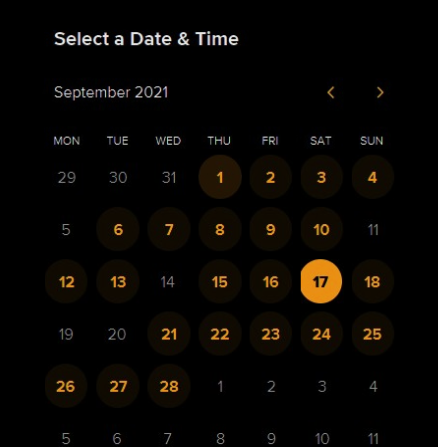 Select a Date & Time
September 2021
MON TUE WED THU FRI SAT SUN
29 30 31 1 2 3 4
5 6 7 8 9 10 11
12 13 14 15 16 17 18
19 20 21 22 23 24 25
26 27 28 1 2 3 4
5 6 7 8 9 10 11